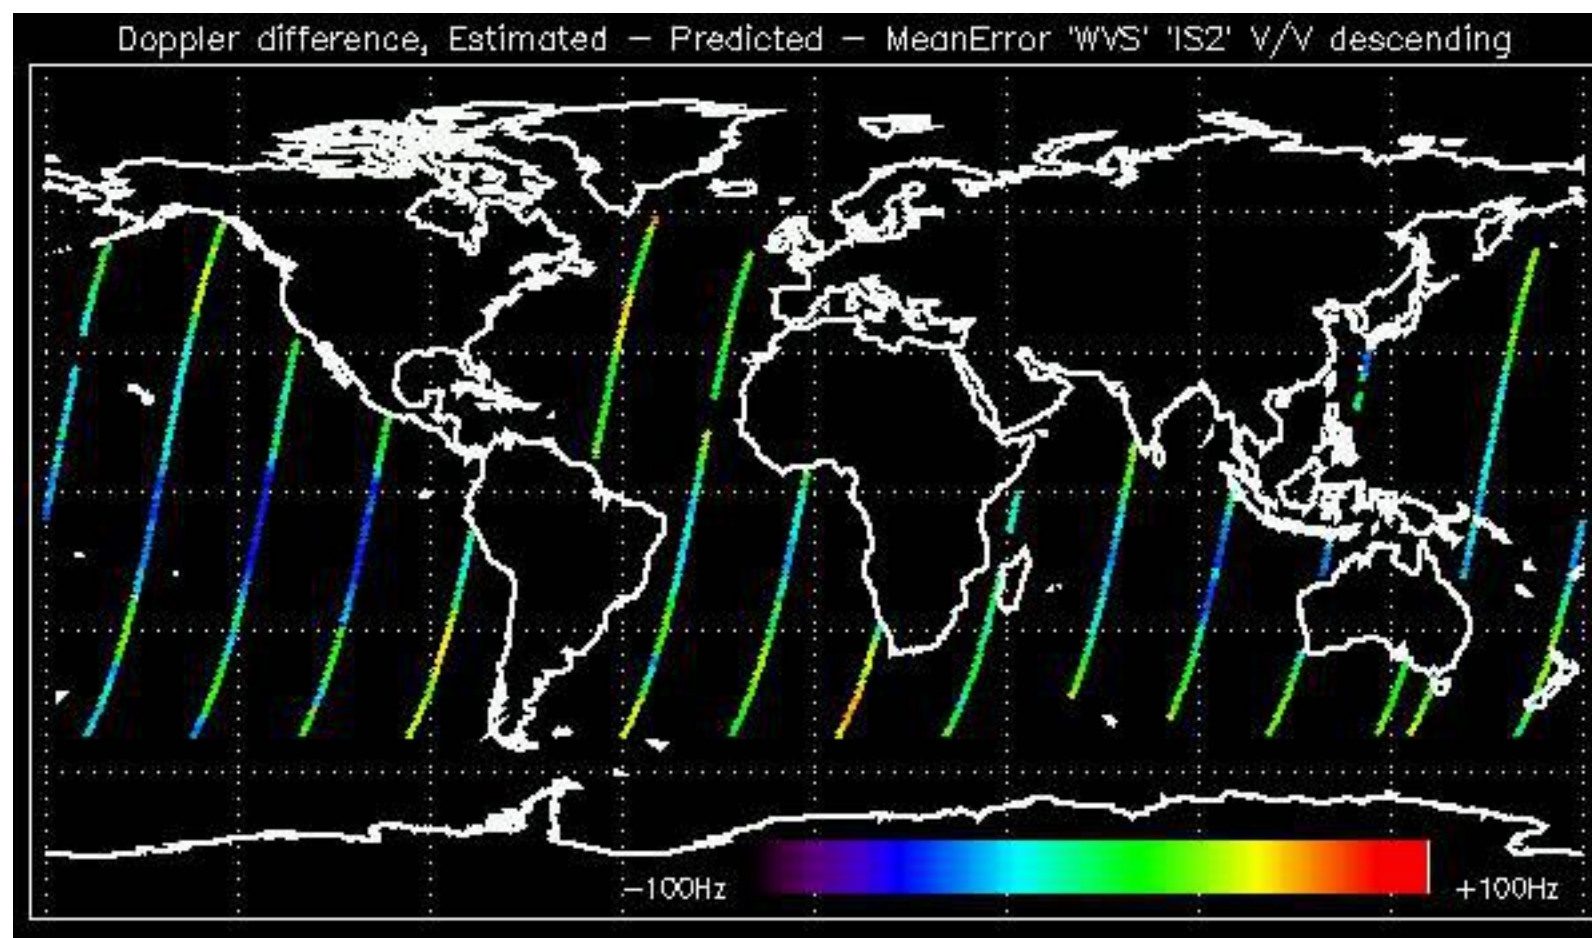 Doppler difference, Estimated − Predicted − MeanError 'WVS' 'IS2' V/V descending
−100Hz +100Hz